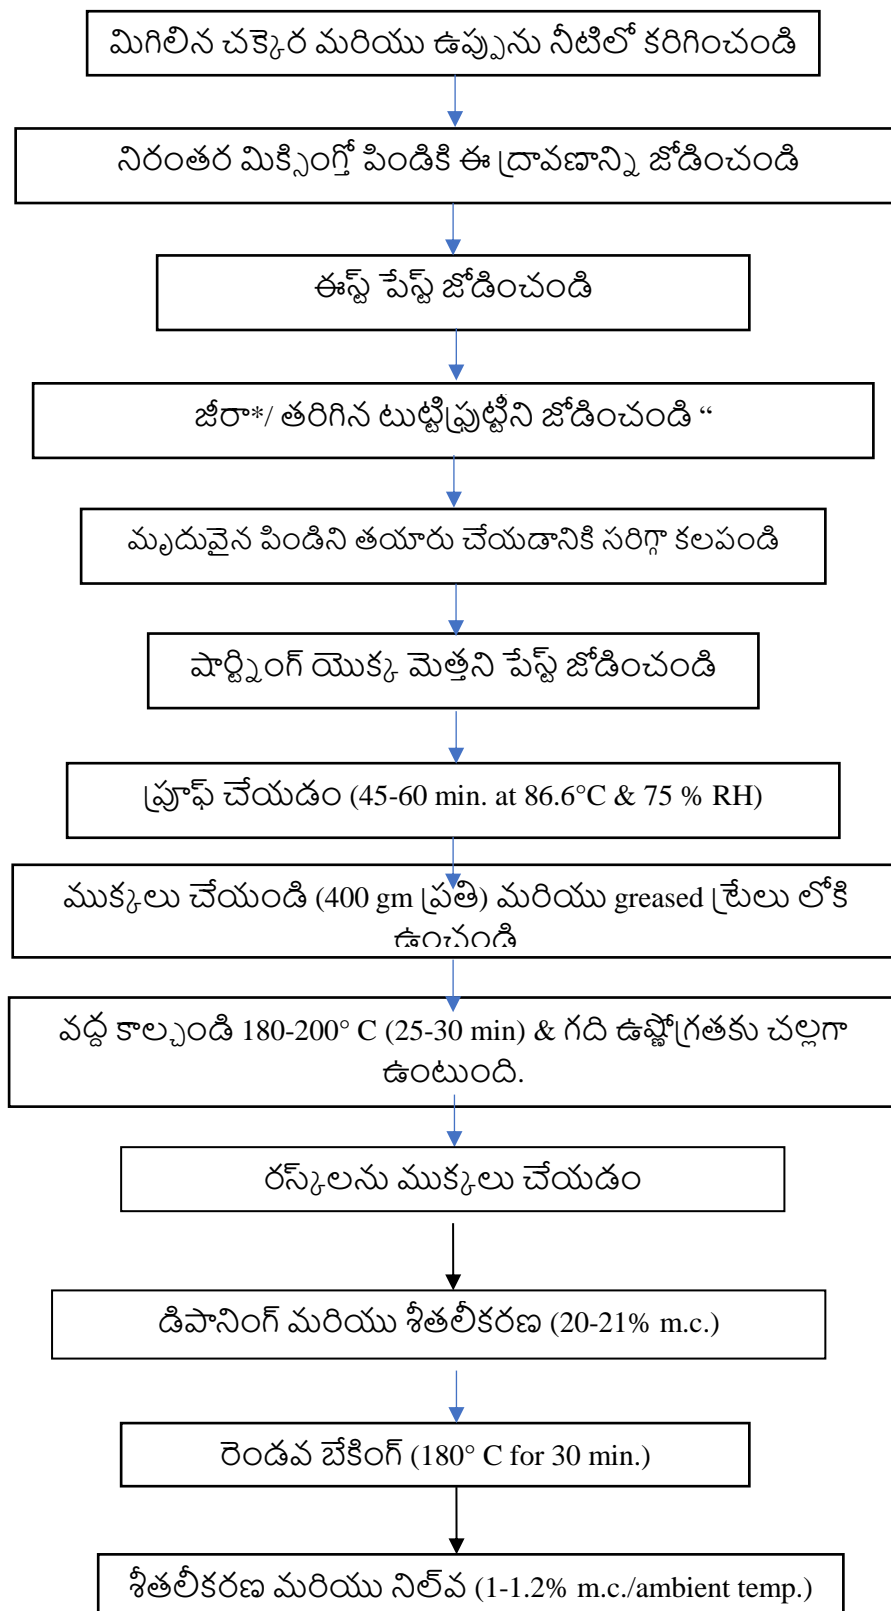 మిగిలిన చక్కెర మరియు ఉప్పును నీటిలో కరిగించండి
నిరంతర మిక్సింగ్తో పిండికి ఈ ద్రావణాన్ని జోడించండి
ఈస్ట్ పేస్ట్ జోడించండి
జీరా*/ తరిగిన టుట్టిఫ్రుట్టిని జోడించండి “
మృదువైన పిండిని తయారు చేయడానికి సరిగ్గా కలపండి
షార్ట్నింగ్ యొక్క మెత్తని పేస్ట్ జోడించండి
ప్రూఫ్ చేయడం (45-60 min. at 86.6°C & 75 % RH)
ముక్కలు చేయండి (400 gm ప్రతి) మరియు greased ట్రేలు లోకి
ఉంచండి
వద్ద కాల్చండి 180-200° C (25-30 min) & గది ఉష్ణోగ్రతకు చల్లగా
ఉంటుంది.
రస్క్‌లను ముక్కలు చేయడం
డిపానింగ్ మరియు శీతలీకరణ (20-21% m.c.)
రెండవ బేకింగ్ (180° C for 30 min.)
శీతలీకరణ మరియు నిల్వ (1-1.2% m.c./ambient temp.)